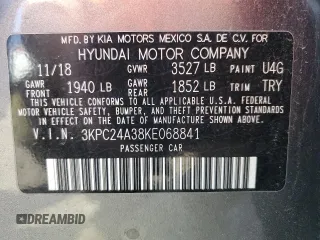 MFD. BY KIA MOTORS MEXICO S.A. DE C.V. FOR
HYUNDAI MOTOR COMPANY
11/18 GVWR 3527 LB PAINT U4G
GAWR FRONT 1940 LB GAWR REAR 1852 LB TRIM TRY
THIS VEHICLE CONFORMS TO ALL APPLICABLE U.S. FEDERAL
MOTOR VEHICLE SAFETY, BUMPER, AND THEFT PREVENTION STANDARDS
IN EFFECT ON THE DATE OF MANUFACTURE SHOWN ABOVE.
V.I.N. 3KPC24A38KE068841
PASSENGER CAR
DREAMBID